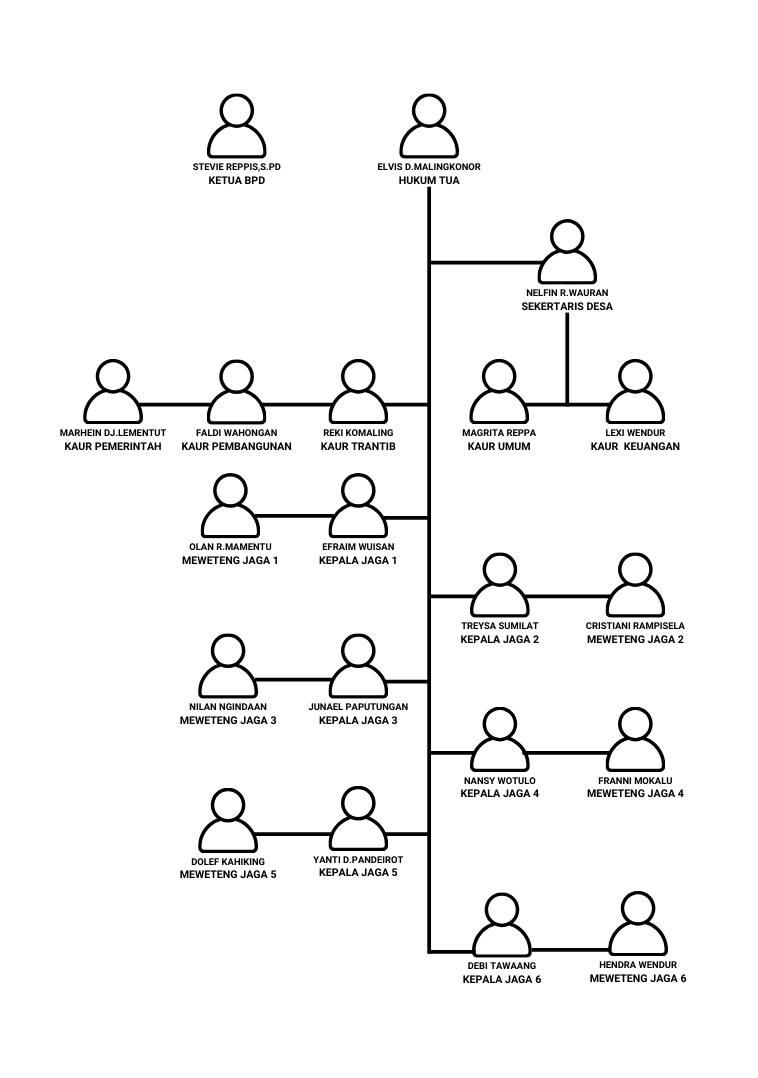 STEVIE REPPIS,S.PD
KETUA BPD
ELVIS D.MALINGKONOR
HUKUM TUA
NELFIN R.WAURAN
SEKERTARIS DESA
MARHEIN DJ.LEMENTUT
KAUR PEMERINTAH
FALDI WAHONGAN
KAUR PEMBANGUNAN
REKI KOMALING
KAUR TRANTIB
MAGRITA REPPA
KAUR UMUM
LEXI WENDUR
KAUR KEUANGAN
OLAN R.MAMENTU
MEWETENG JAGA 1
EFRAIM WUISAN
KEPALA JAGA 1
TREYSA SUMILAT
KEPALA JAGA 2
CRISTIANI RAMPISELA
MEWETENG JAGA 2
NILAN NGINDAAN
MEWETENG JAGA 3
JUNAEL PAPUTUNGAN
KEPALA JAGA 3
NANSY WOTULO
KEPALA JAGA 4
FRANNI MOKALU
MEWETENG JAGA 4
DOLEF KAHIKING
MEWETENG JAGA 5
YANTI D.PANDEIROT
KEPALA JAGA 5
DEBI TAWAANG
KEPALA JAGA 6
HENDRA WENDUR
MEWETENG JAGA 6